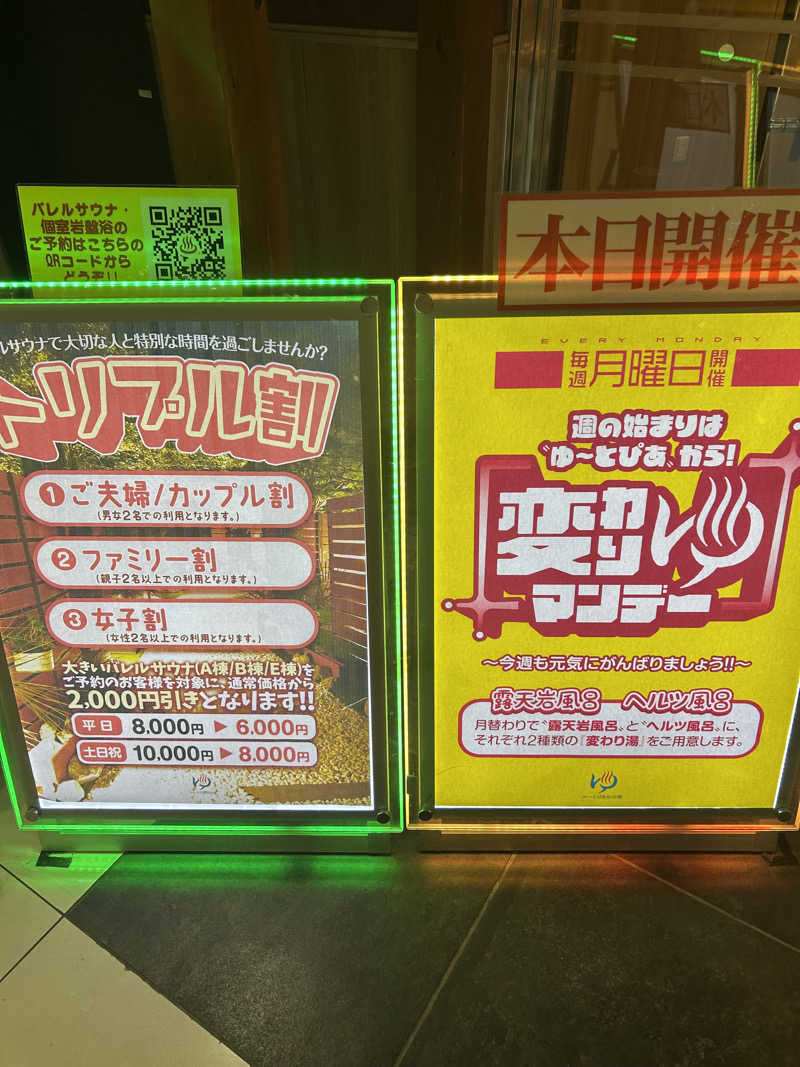 バレルサウナ・
個室岩盤浴の
ご予約はこちらの
QRコードから
どうぞ!!
ルサウナで大切な人と特別な時間を過ごしませんか?
トリプル割
① ご夫婦/カップル割
(男女2名での利用となります。)
② ファミリー割
(親子2名以上での利用となります。)
③ 女子割
(女性2名以上での利用となります。)
大きいバレルサウナ(A棟/B棟/E棟)を
ご予約のお客様を対象に、通常価格から
2,000円引きとなります!!
平日 8,000円 ▶ 6,000円
土日祝 10,000円 ▶ 8,000円
ゆ
本日開催
EVERY MONDAY
毎週月曜日開催
週の始まりは
〝ゆ〜とぴあ〟から!
変わりゆ
マンデー
〜今週も元気にがんばりましょう!!〜
露天岩風呂 ヘルツ風呂
月替わりで〝露天岩風呂〟と〝ヘルツ風呂〟に、
それぞれ2種類の『変わり湯』をご用意します。
ゆ